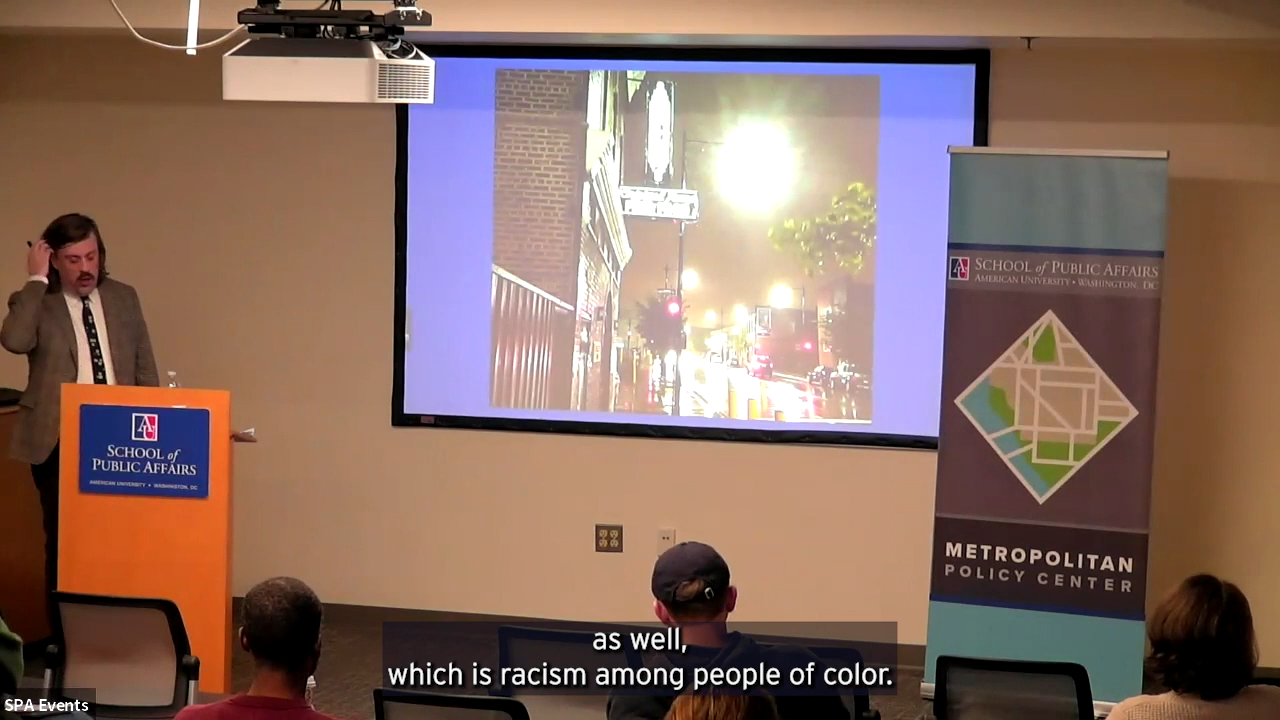 SCHOOL of PUBLIC AFFAIRS
AMERICAN UNIVERSITY • WASHINGTON, DC
SCHOOL of
PUBLIC AFFAIRS
AMERICAN UNIVERSITY • WASHINGTON, DC
METROPOLITAN
POLICY CENTER
as well,
which is racism among people of color.
SPA Events